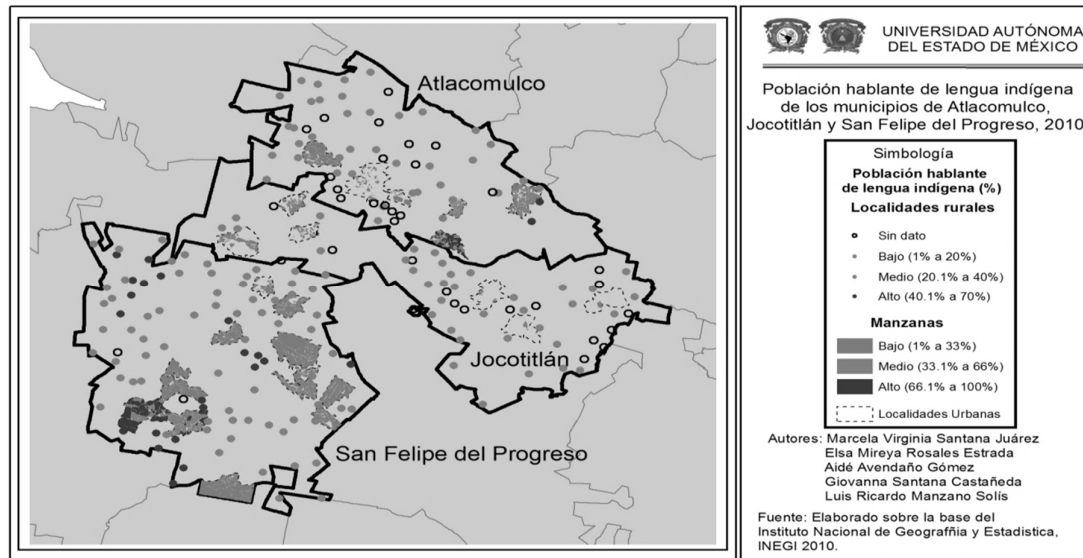 Atlacomulco
Jocotitlán
San Felipe del Progreso
UNIVERSIDAD AUTÓNOMA
DEL ESTADO DE MÉXICO
Población hablante de lengua indígena
de los municipios de Atlacomulco,
Jocotitlán y San Felipe del Progreso, 2010
Simbología
Población hablante
de lengua indígena (%)
Localidades rurales
Sin dato
Bajo (1% a 20%)
Medio (20.1% a 40%)
Alto (40.1% a 70%)
Manzanas
Bajo (1% a 33%)
Medio (33.1% a 66%)
Alto (66.1% a 100%)
Localidades Urbanas
Autores: Marcela Virginia Santana Juárez
Elsa Mireya Rosales Estrada
Aidé Avendaño Gómez
Giovanna Santana Castañeda
Luis Ricardo Manzano Solís
Fuente: Elaborado sobre la base del
Instituto Nacional de Geografñia y Estadistica,
INEGI 2010.